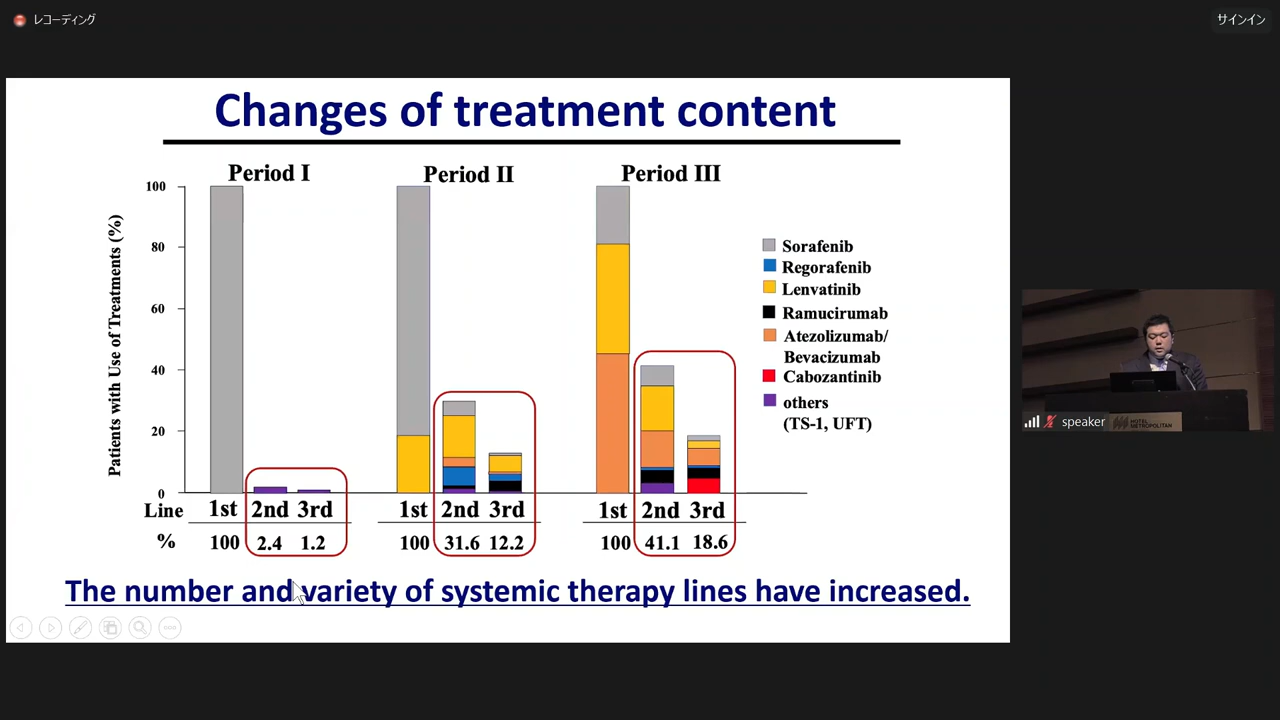 レコーディング
サインイン
Changes of treatment content
Period I
Period II
Period III
Patients with Use of Treatments (%)
100
80
60
40
20
0
Sorafenib
Regorafenib
Lenvatinib
Ramucirumab
Atezolizumab/
Bevacizumab
Cabozantinib
others
(TS-1, UFT)
Line 1st 2nd 3rd 1st 2nd 3rd 1st 2nd 3rd
% 100 2.4 1.2 100 31.6 12.2 100 41.1 18.6
The number and variety of systemic therapy lines have increased.
speaker
HOTEL
METROPOLITAN